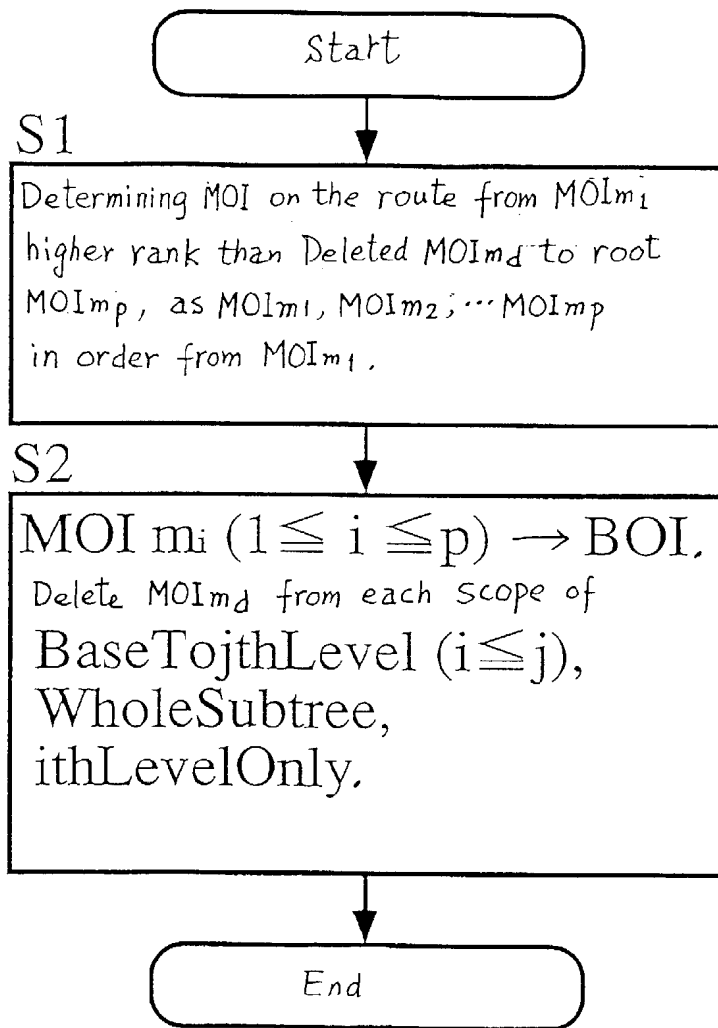 Start
S1
Determining MOI on the route from MOIm1
higher rank than Deleted MOImd to root
MOImp, as MOIm1, MOIm2, ... MOImp
in order from MOIm1.
S2
MOI mi (1≦ i ≦p) → BOI.
Delete MOImd from each scope of
BaseTojthLevel (i≦j),
WholeSubtree,
ithLevelOnly.
End